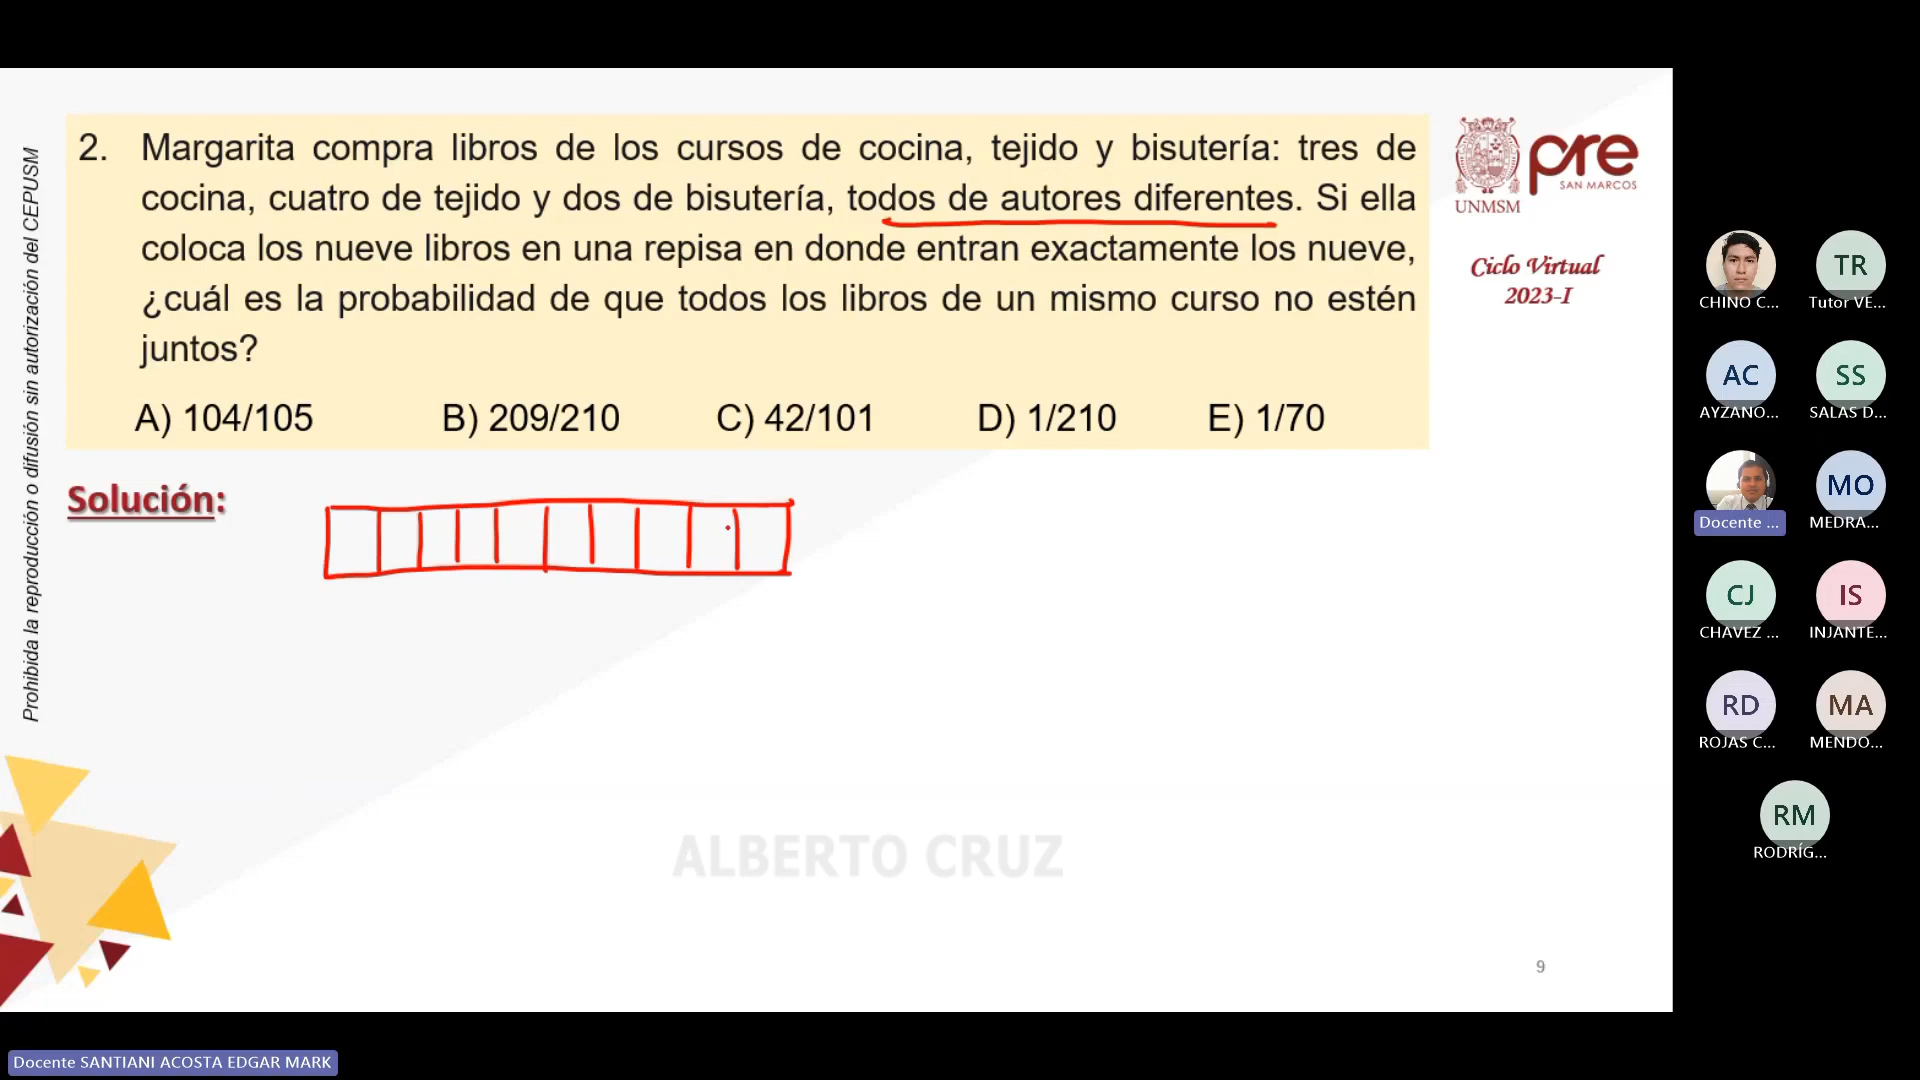 Prohibida la reproducción o difusión sin autorización del CEPUSM
2. Margarita compra libros de los cursos de cocina, tejido y bisutería: tres de
cocina, cuatro de tejido y dos de bisutería, todos de autores diferentes. Si ella
coloca los nueve libros en una repisa en donde entran exactamente los nueve,
¿cuál es la probabilidad de que todos los libros de un mismo curso no estén
juntos?
A) 104/105 B) 209/210 C) 42/101 D) 1/210 E) 1/70
Solución:
UNMSM
pre
SAN MARCOS
Ciclo Virtual
2023-I
ALBERTO CRUZ
9
CHINO C...
TR
Tutor VE...
AC
AYZANO...
SS
SALAS D...
Docente ...
MO
MEDRA...
CJ
CHAVEZ ...
IS
INJANTE...
RD
ROJAS C...
MA
MENDO...
RM
RODRÍG...
Docente SANTIANI ACOSTA EDGAR MARK